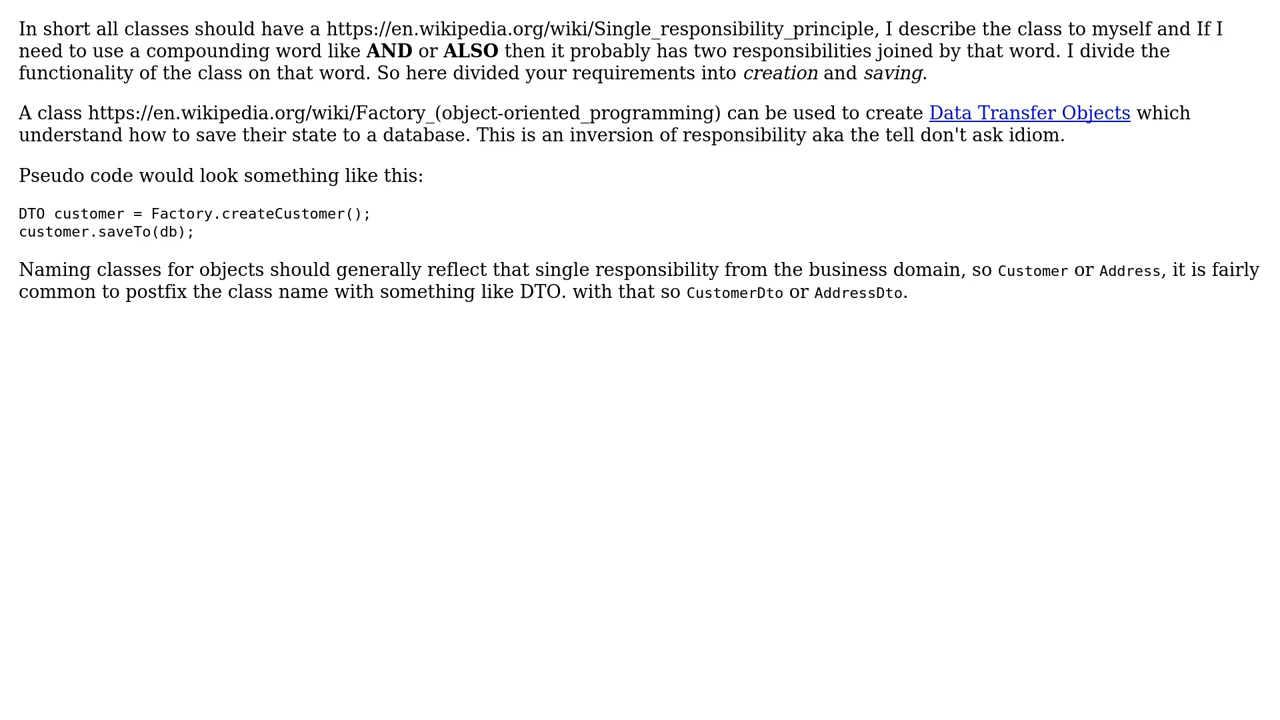 In short all classes should have a https://en.wikipedia.org/wiki/Single_responsibility_principle, I describe the class to myself and If I
need to use a compounding word like AND or ALSO then it probably has two responsibilities joined by that word. I divide the
functionality of the class on that word. So here divided your requirements into creation and saving.
A class https://en.wikipedia.org/wiki/Factory_(object-oriented_programming) can be used to create Data Transfer Objects which
understand how to save their state to a database. This is an inversion of responsibility aka the tell don't ask idiom.
Pseudo code would look something like this:
DTO customer = Factory.createCustomer();
customer.saveTo(db);
Naming classes for objects should generally reflect that single responsibility from the business domain, so Customer or Address, it is fairly
common to postfix the class name with something like DTO. with that so CustomerDto or AddressDto.